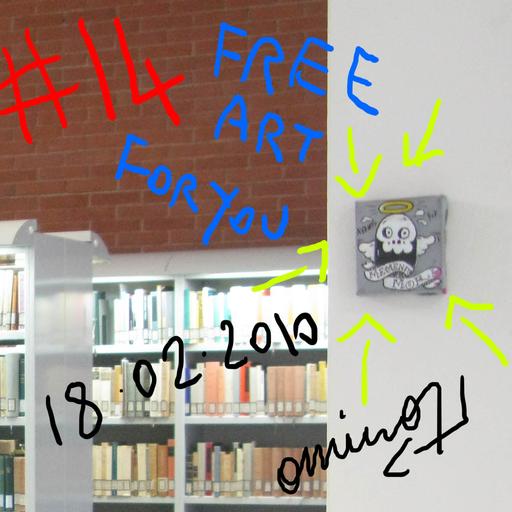 #14
FREE
ART
FOR YOU
MEMENTO
MORI
18.02.2010
omino71